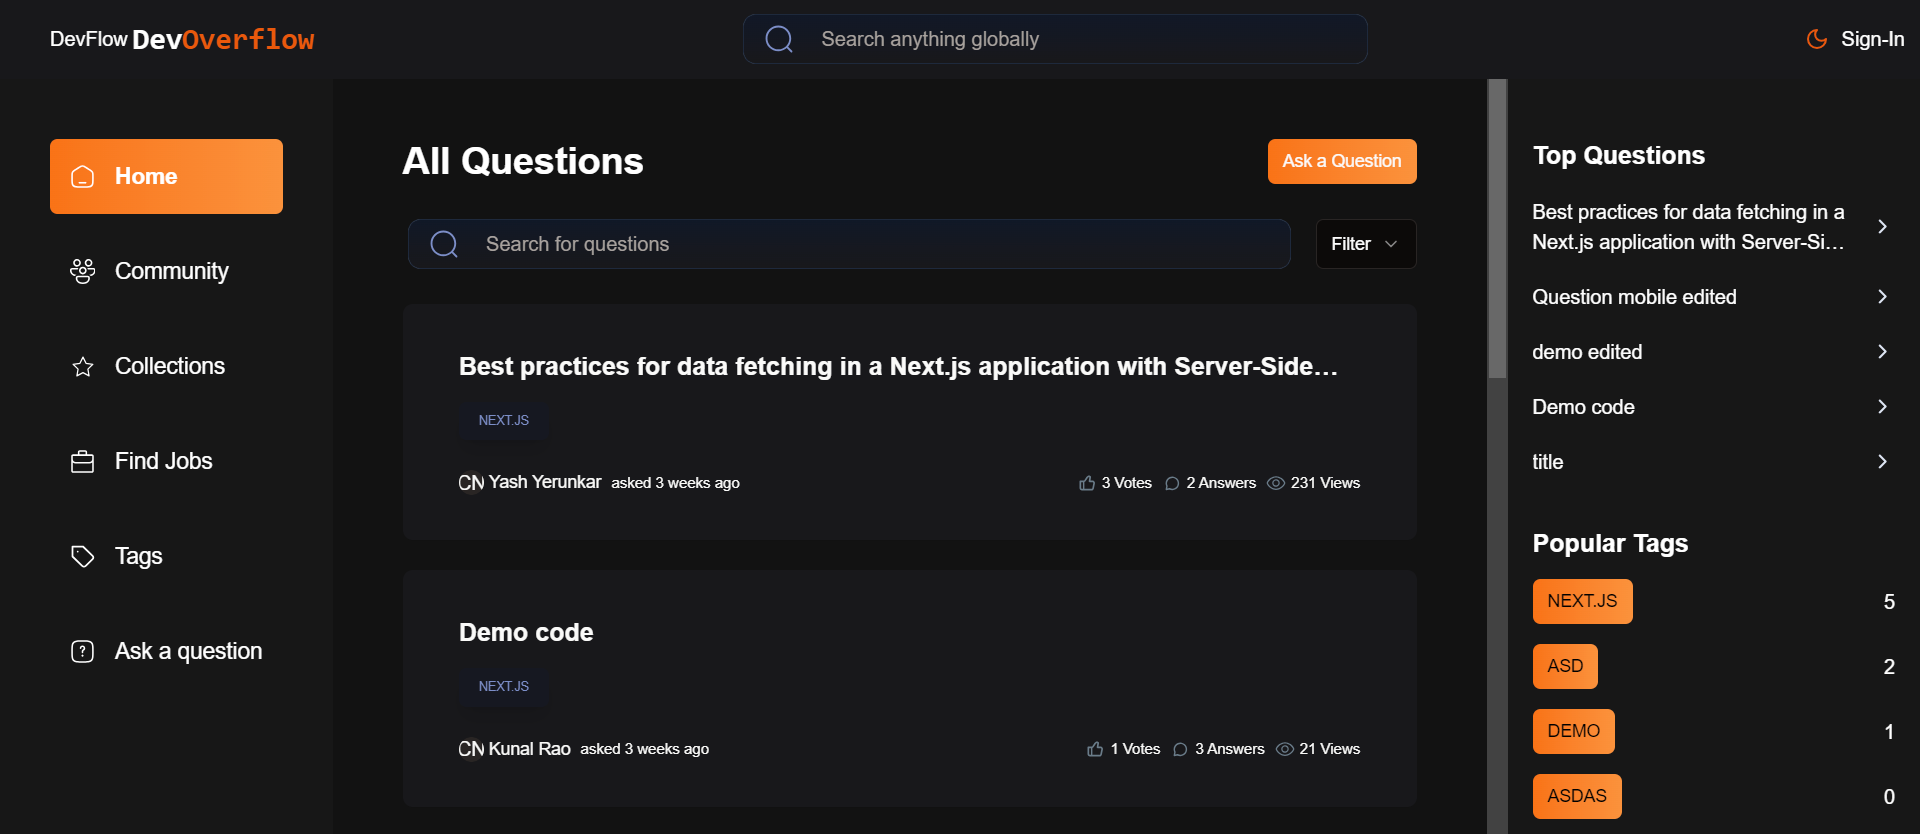 DevFlow DevOverflow
Search anything globally
Sign-In
Home
Community
Collections
Find Jobs
Tags
Ask a question
All Questions
Ask a Question
Search for questions
Filter
Best practices for data fetching in a Next.js application with Server-Side...
NEXT.JS
CN Yash Yerunkar asked 3 weeks ago
3 Votes 2 Answers 231 Views
Demo code
NEXT.JS
CN Kunal Rao asked 3 weeks ago
1 Votes 3 Answers 21 Views
Top Questions
Best practices for data fetching in a
Next.js application with Server-Si...
Question mobile edited
demo edited
Demo code
title
Popular Tags
NEXT.JS 5
ASD 2
DEMO 1
ASDAS 0